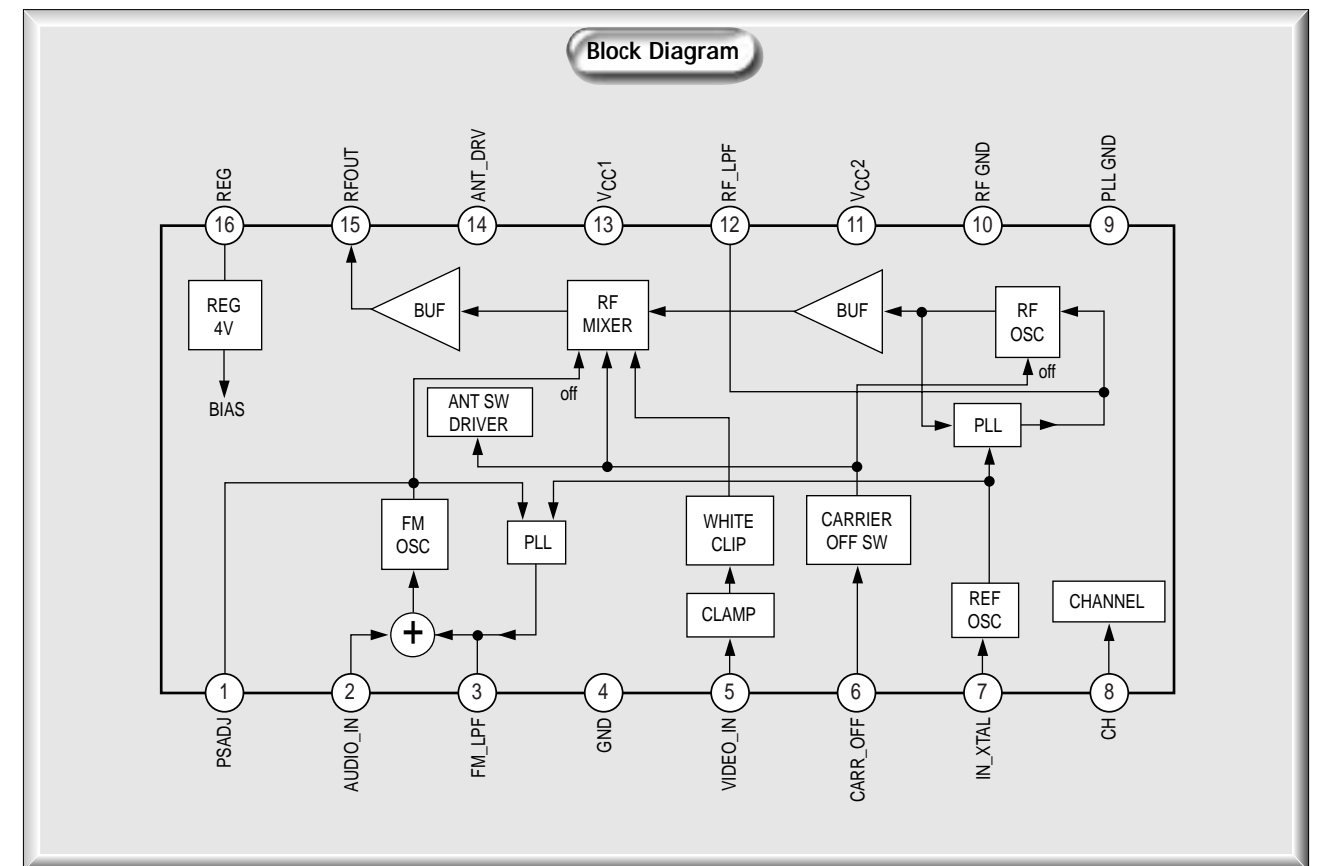 Block Diagram
REG
RFOUT
ANT_DRV
VCC1
RF_LPF
VCC2
RF GND
PLL GND
16
15
14
13
12
11
10
9
REG
4V
BUF
RF
MIXER
BUF
RF
OSC
off
off
BIAS
ANT SW
DRIVER
PLL
FM
OSC
PLL
WHITE
CLIP
CARRIER
OFF SW
CLAMP
REF
OSC
CHANNEL
+
1
2
3
4
5
6
7
8
PSADJ
AUDIO_IN
FM_LPF
GND
VIDEO_IN
CARR_OFF
IN_XTAL
CH